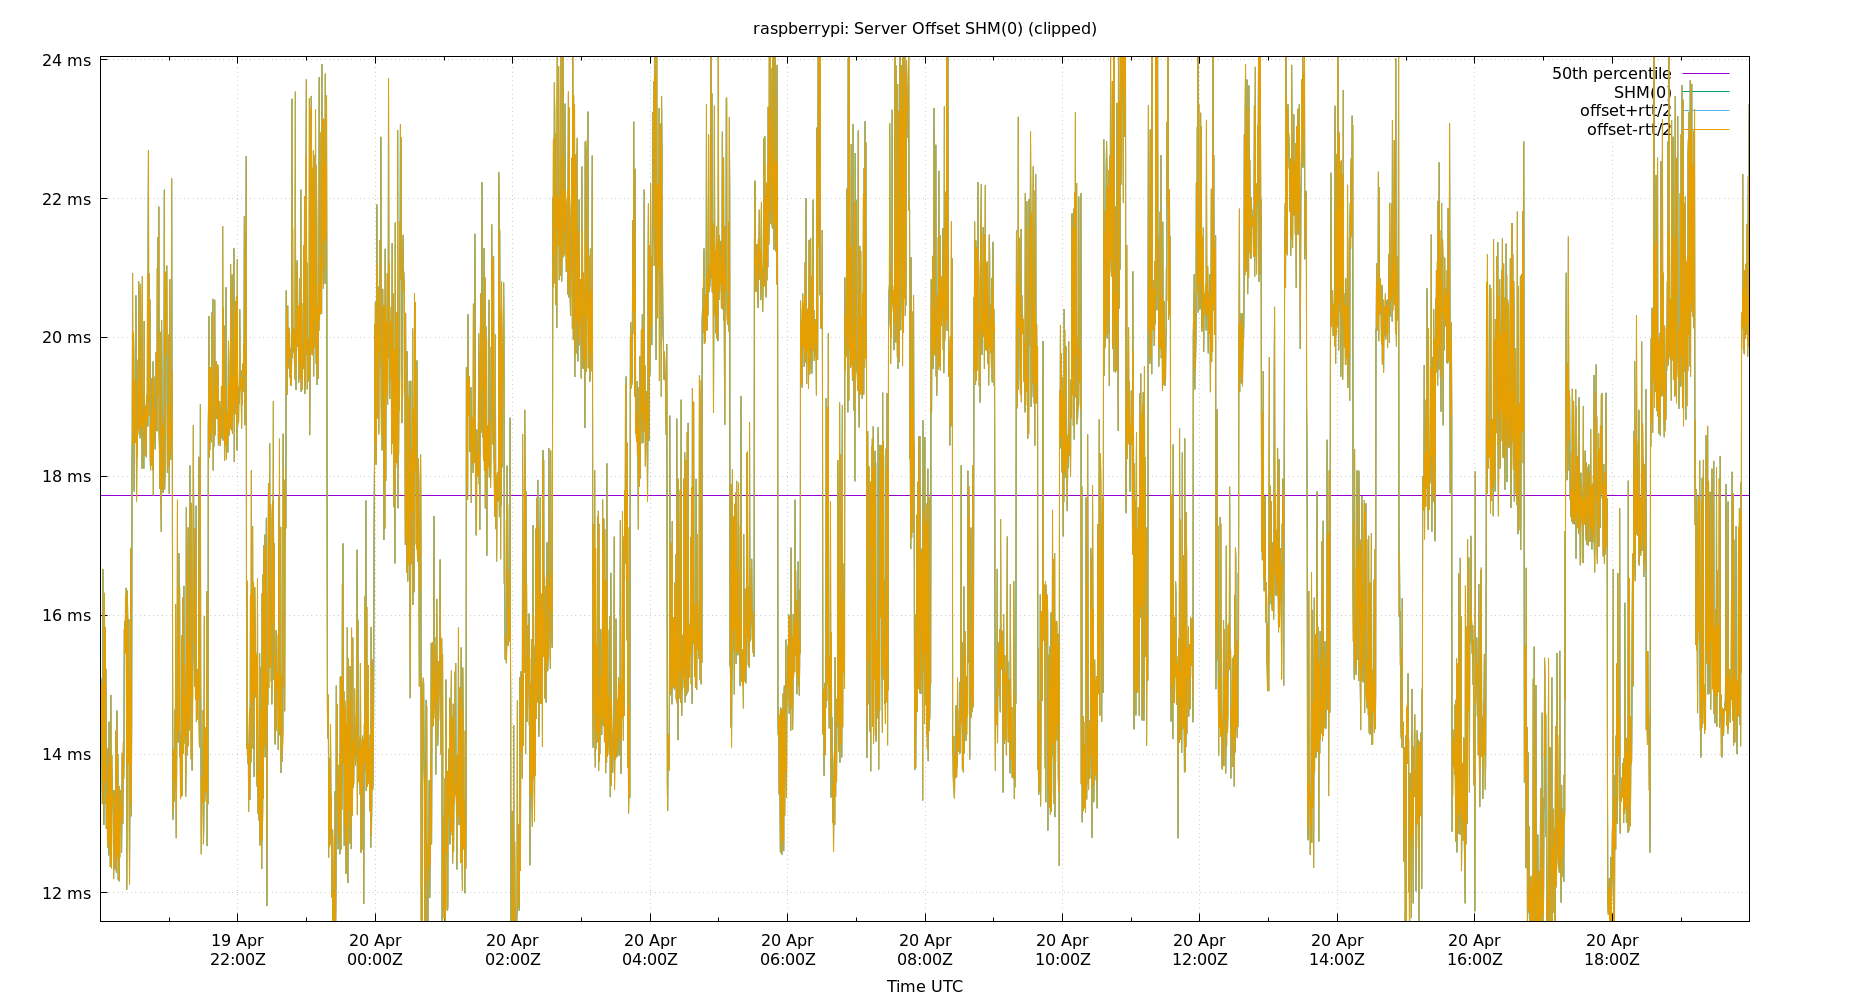 raspberrypi: Server Offset SHM(0) (clipped)
24 ms
22 ms
20 ms
18 ms
16 ms
14 ms
12 ms
50th percentile
SHM(0)
offset+rtt/2
offset-rtt/2
19 Apr
22:00Z
20 Apr
00:00Z
20 Apr
02:00Z
20 Apr
04:00Z
20 Apr
06:00Z
20 Apr
08:00Z
20 Apr
10:00Z
20 Apr
12:00Z
20 Apr
14:00Z
20 Apr
16:00Z
20 Apr
18:00Z
Time UTC